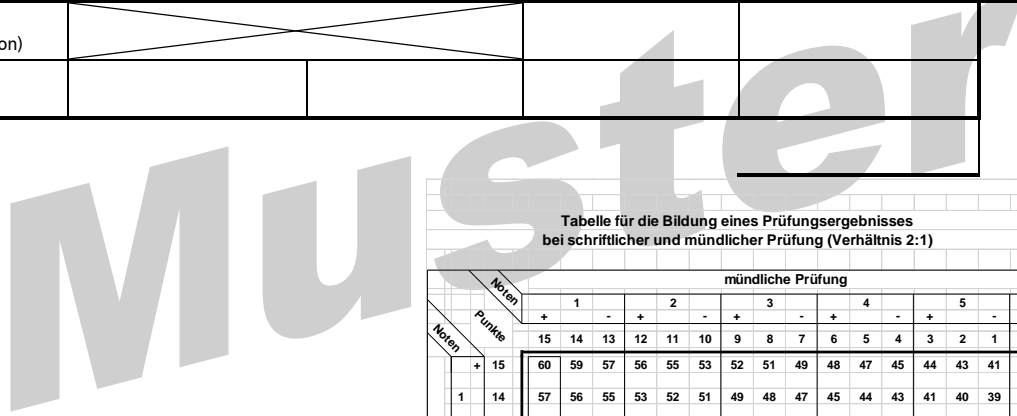 on)
Muster
Tabelle für die Bildung eines Prüfungsergebnisses
bei schriftlicher und mündlicher Prüfung (Verhältnis 2:1)
Noten mündliche Prüfung
1 2 3 4 5
Punkte + - + - + - + - + -
Noten 15 14 13 12 11 10 9 8 7 6 5 4 3 2 1
+ 15 60 59 57 56 55 53 52 51 49 48 47 45 44 43 41
1 14 57 56 55 53 52 51 49 48 47 45 44 43 41 40 39